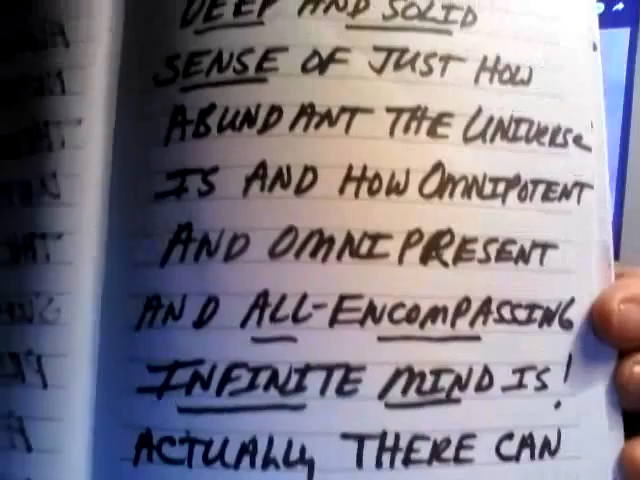 DEEP AND SOLID
SENSE OF JUST HOW
ABUNDANT THE UNIVERSE
IS AND HOW OMNIPOTENT
AND OMNIPRESENT
AND ALL-ENCOMPASSING
INFINITE MIND IS!
ACTUALLY, THERE CAN